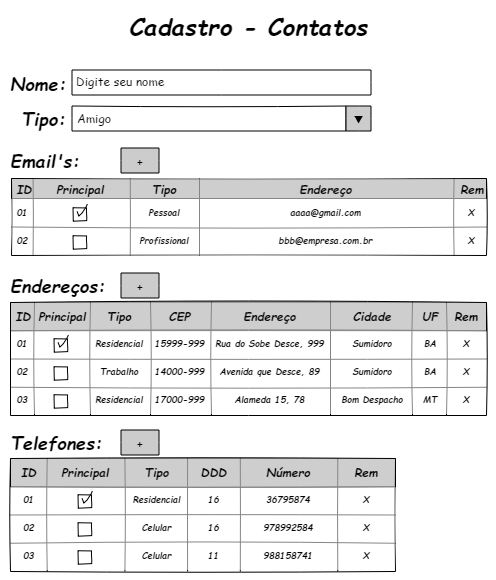 Cadastro - Contatos
Nome: Digite seu nome
Tipo: Amigo
Email's: +
ID Principal Tipo Endereço Rem
01 Pessoal aaaa@gmail.com X
02 Profissional bbb@empresa.com.br X
Endereços: +
ID Principal Tipo CEP Endereço Cidade UF Rem
01 Residencial 15999-999 Rua do Sobe Desce, 999 Sumidoro BA X
02 Trabalho 14000-999 Avenida que Desce, 89 Sumidoro BA X
03 Residencial 17000-999 Alameda 15, 78 Bom Despacho MT X
Telefones: +
ID Principal Tipo DDD Número Rem
01 Residencial 16 36795874 X
02 Celular 16 978992584 X
03 Celular 11 988158741 X